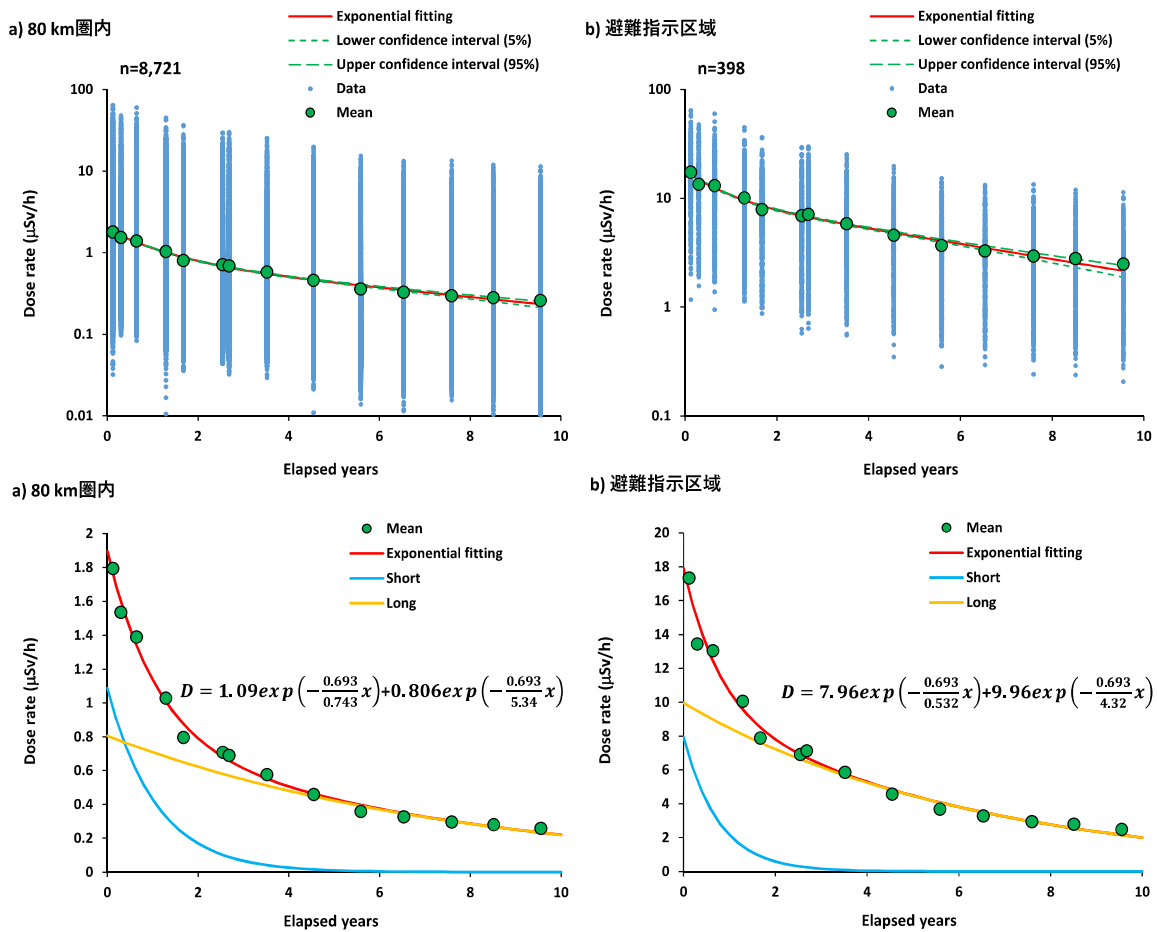 a) 80 km圏内
n=8,721
Exponential fitting
Lower confidence interval (5%)
Upper confidence interval (95%)
Data
Mean
100
10
1
0.1
0.01
Dose rate (μSv/h)
0 2 4 6 8 10
Elapsed years
b) 避難指示区域
n=398
Exponential fitting
Lower confidence interval (5%)
Upper confidence interval (95%)
Data
Mean
100
10
1
0.1
Dose rate (μSv/h)
0 2 4 6 8 10
Elapsed years
a) 80 km圏内
Mean
Exponential fitting
Short
Long
2
1.8
1.6
1.4
1.2
1
0.8
0.6
0.4
0.2
0
Dose rate (μSv/h)
D = 1.09exp(−0.693/0.743 x)+0.806exp(−0.693/5.34 x)
0 2 4 6 8 10
Elapsed years
b) 避難指示区域
Mean
Exponential fitting
Short
Long
20
18
16
14
12
10
8
6
4
2
0
Dose rate (μSv/h)
D = 7.96exp(−0.693/0.532 x)+9.96exp(−0.693/4.32 x)
0 2 4 6 8 10
Elapsed years